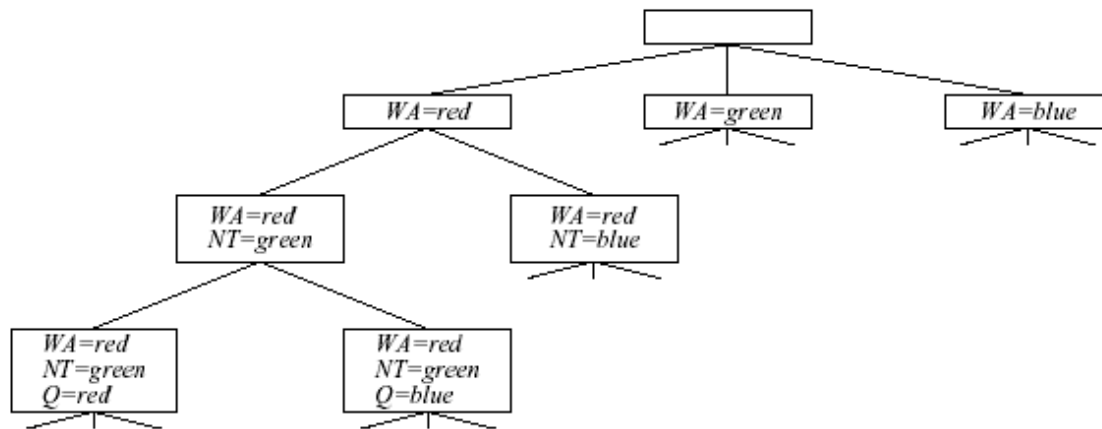 WA=red
WA=green
WA=blue
WA=red
NT=green
WA=red
NT=blue
WA=red
NT=green
Q=red
WA=red
NT=green
Q=blue